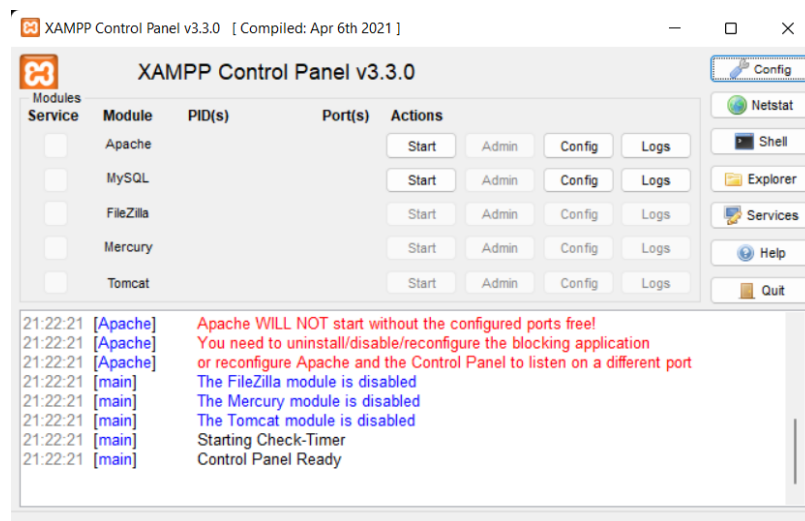 XAMPP Control Panel v3.3.0 [ Compiled: Apr 6th 2021 ]
XAMPP Control Panel v3.3.0
Config
Modules
Service Module PID(s) Port(s) Actions
Netstat
Apache Start Admin Config Logs
Shell
MySQL Start Admin Config Logs
Explorer
FileZilla Start Admin Config Logs
Services
Mercury Start Admin Config Logs
Help
Tomcat Start Admin Config Logs
Quit
21:22:21 [Apache] Apache WILL NOT start without the configured ports free!
21:22:21 [Apache] You need to uninstall/disable/reconfigure the blocking application
21:22:21 [Apache] or reconfigure Apache and the Control Panel to listen on a different port
21:22:21 [main] The FileZilla module is disabled
21:22:21 [main] The Mercury module is disabled
21:22:21 [main] The Tomcat module is disabled
21:22:21 [main] Starting Check-Timer
21:22:21 [main] Control Panel Ready